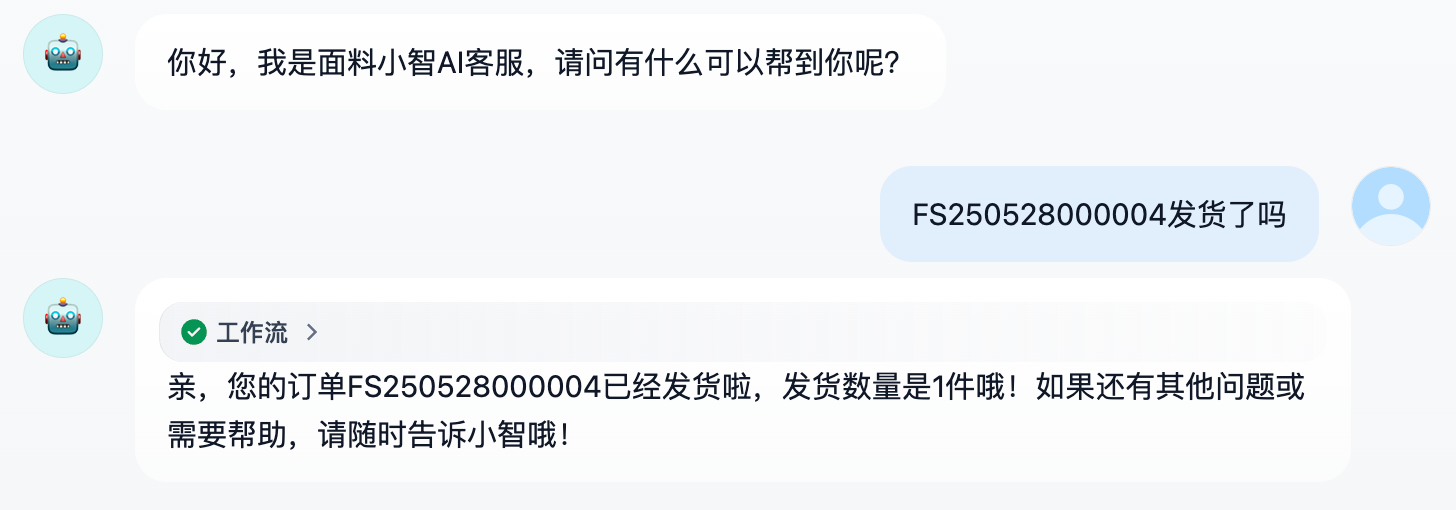 你好，我是面料小智AI客服，请问有什么可以帮到你呢?
FS250528000004发货了吗
工作流
亲，您的订单FS250528000004已经发货啦，发货数量是1件哦！如果还有其他问题或
需要帮助，请随时告诉小智哦！